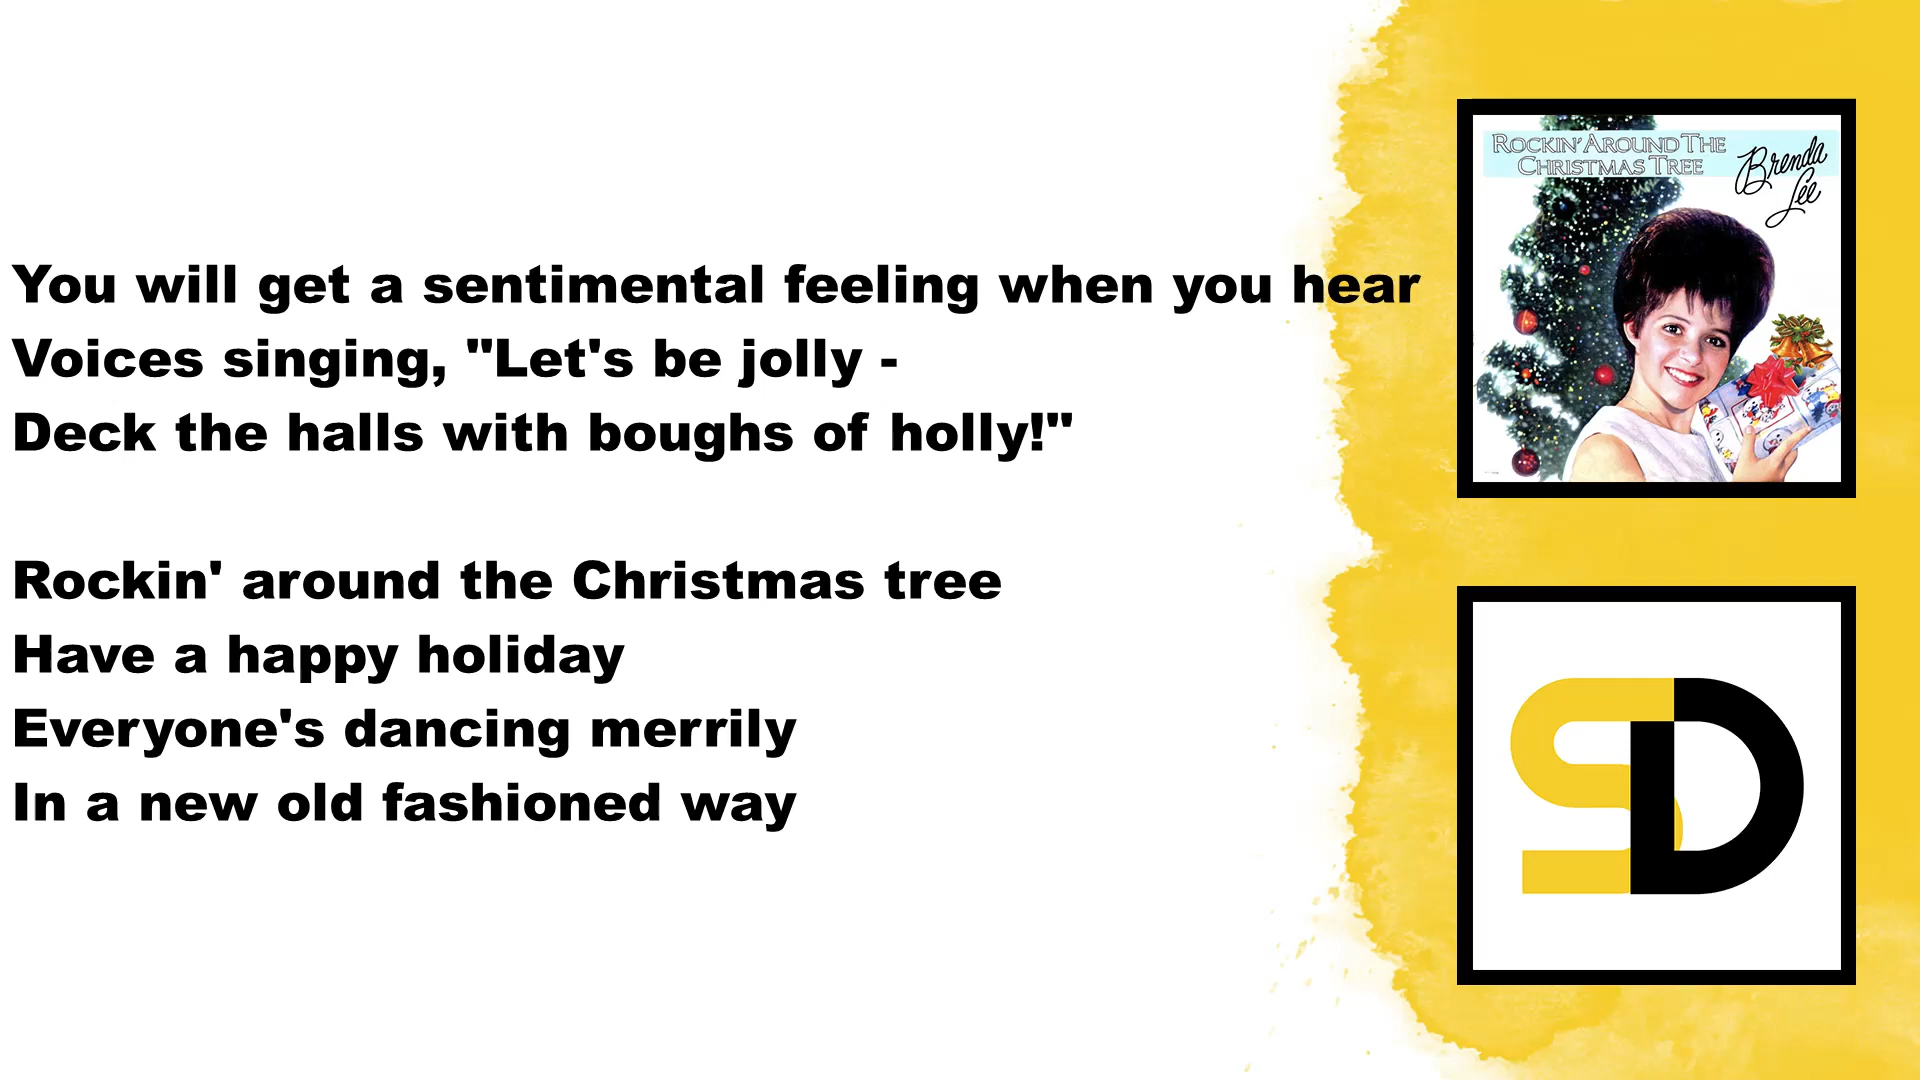 You will get a sentimental feeling when you hear
Voices singing, "Let's be jolly -
Deck the halls with boughs of holly!"
Rockin' around the Christmas tree
Have a happy holiday
Everyone's dancing merrily
In a new old fashioned way
ROCKIN' AROUND THE
CHRISTMAS TREE
Brenda
Lee
SD